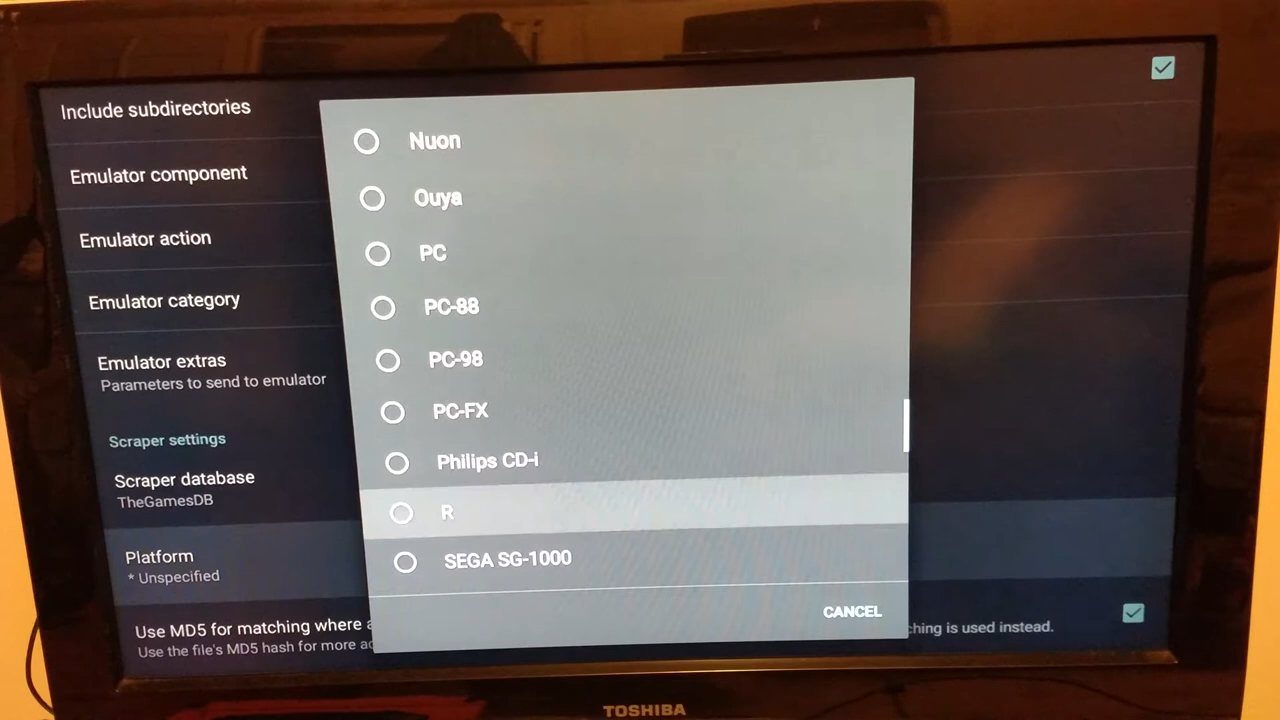 Include subdirectories
Emulator component
Emulator action
Emulator category
Emulator extras
Parameters to send to emulator
Scraper settings
Scraper database
TheGamesDB
Platform
* Unspecified
Use MD5 for matching where
Use the file's MD5 hash for more
ching is used instead.
Nuon
Ouya
PC
PC-88
PC-98
PC-FX
Philips CD-i
R
SEGA SG-1000
CANCEL
TOSHIBA